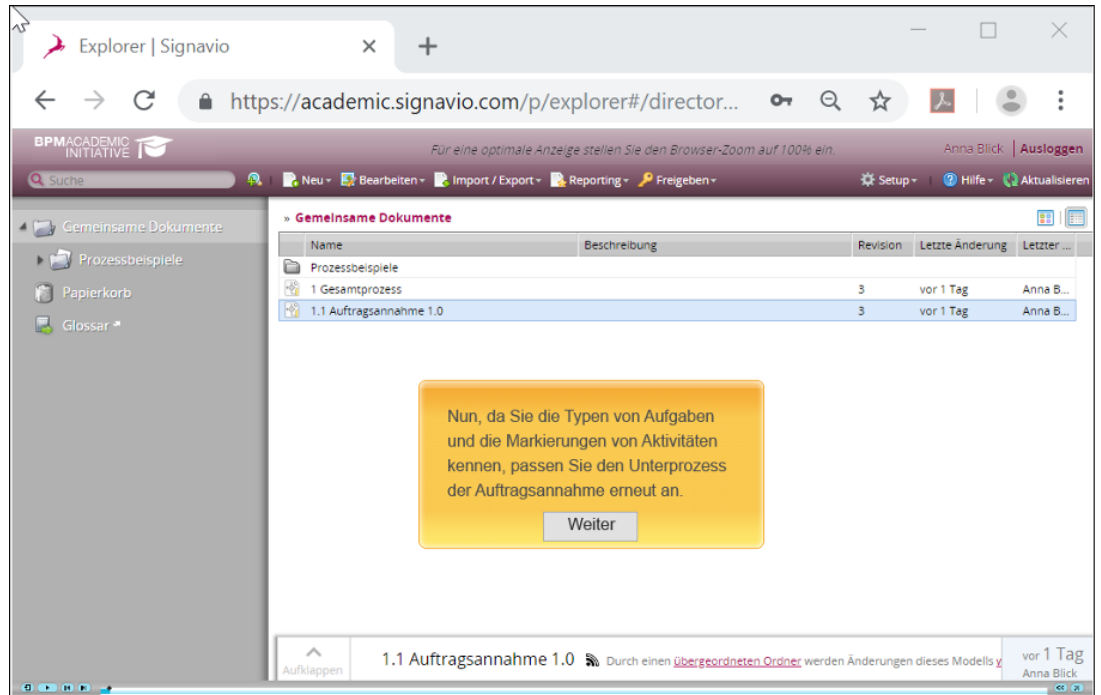 Explorer | Signavio
https://academic.signavio.com/p/explorer#/director...
BPMACADEMIC
INITIATIVE
Für eine optimale Anzeige stellen Sie den Browser-Zoom auf 100% ein.
Anna Blick | Ausloggen
Suche
Neu Bearbeiten Import / Export Reporting Freigeben Setup Hilfe Aktualisieren
Gemeinsame Dokumente
Prozessbeispiele
Papierkorb
Glossar
» Gemeinsame Dokumente
Name Beschreibung Revision Letzte Änderung Letzter ...
Prozessbeispiele
1 Gesamtprozess 3 vor 1 Tag Anna B...
1.1 Auftragsannahme 1.0 3 vor 1 Tag Anna B...
Nun, da Sie die Typen von Aufgaben
und die Markierungen von Aktivitäten
kennen, passen Sie den Unterprozess
der Auftragsannahme erneut an.
Weiter
Aufklappen
1.1 Auftragsannahme 1.0 Durch einen übergeordneten Ordner werden Änderungen dieses Modells v
vor 1 Tag
Anna Blick